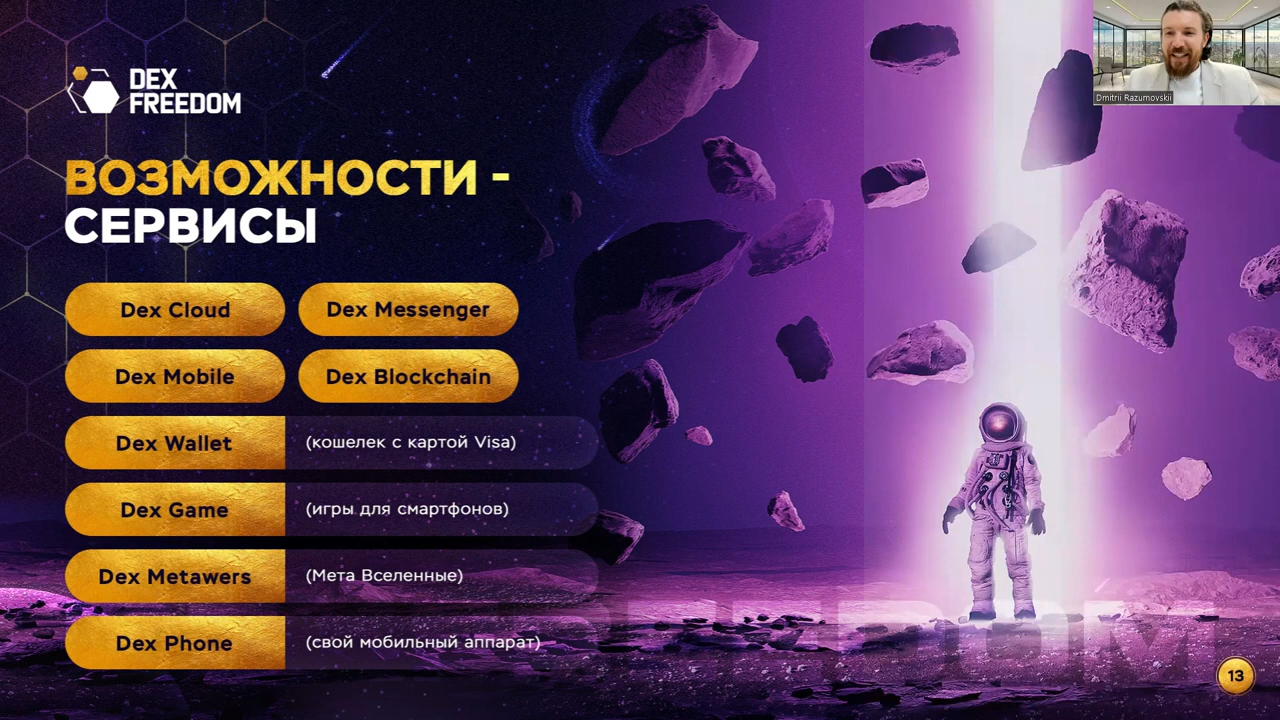 Dmitrii Razumovskii
DEX
FREEDOM
ВОЗМОЖНОСТИ -
СЕРВИСЫ
Dex Cloud
Dex Messenger
Dex Mobile
Dex Blockchain
Dex Wallet
(кошелек с картой Visa)
Dex Game
(игры для смартфонов)
Dex Metawers
(Мета Вселенные)
Dex Phone
(свой мобильный аппарат)
13